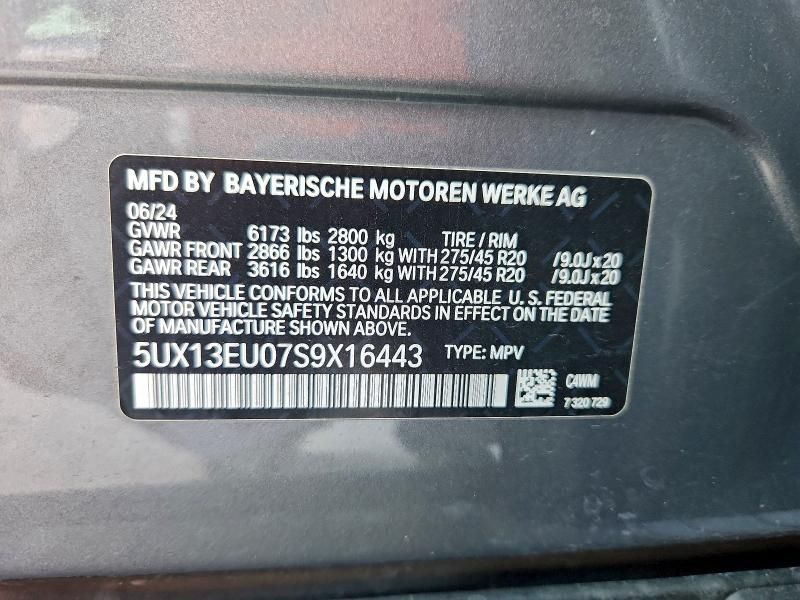 MFD BY BAYERISCHE MOTOREN WERKE AG
06/24
GVWR 6173 lbs 2800 kg TIRE / RIM
GAWR FRONT 2866 lbs 1300 kg WITH 275/45 R20 /9.0J x 20
GAWR REAR 3616 lbs 1640 kg WITH 275/45 R20 /9.0J x 20
THIS VEHICLE CONFORMS TO ALL APPLICABLE U. S. FEDERAL
MOTOR VEHICLE SAFETY STANDARDS IN EFFECT ON THE DATE
OF MANUFACTURE SHOWN ABOVE.
5UX13EU07S9X16443 TYPE: MPV
C4WM
7 320 729